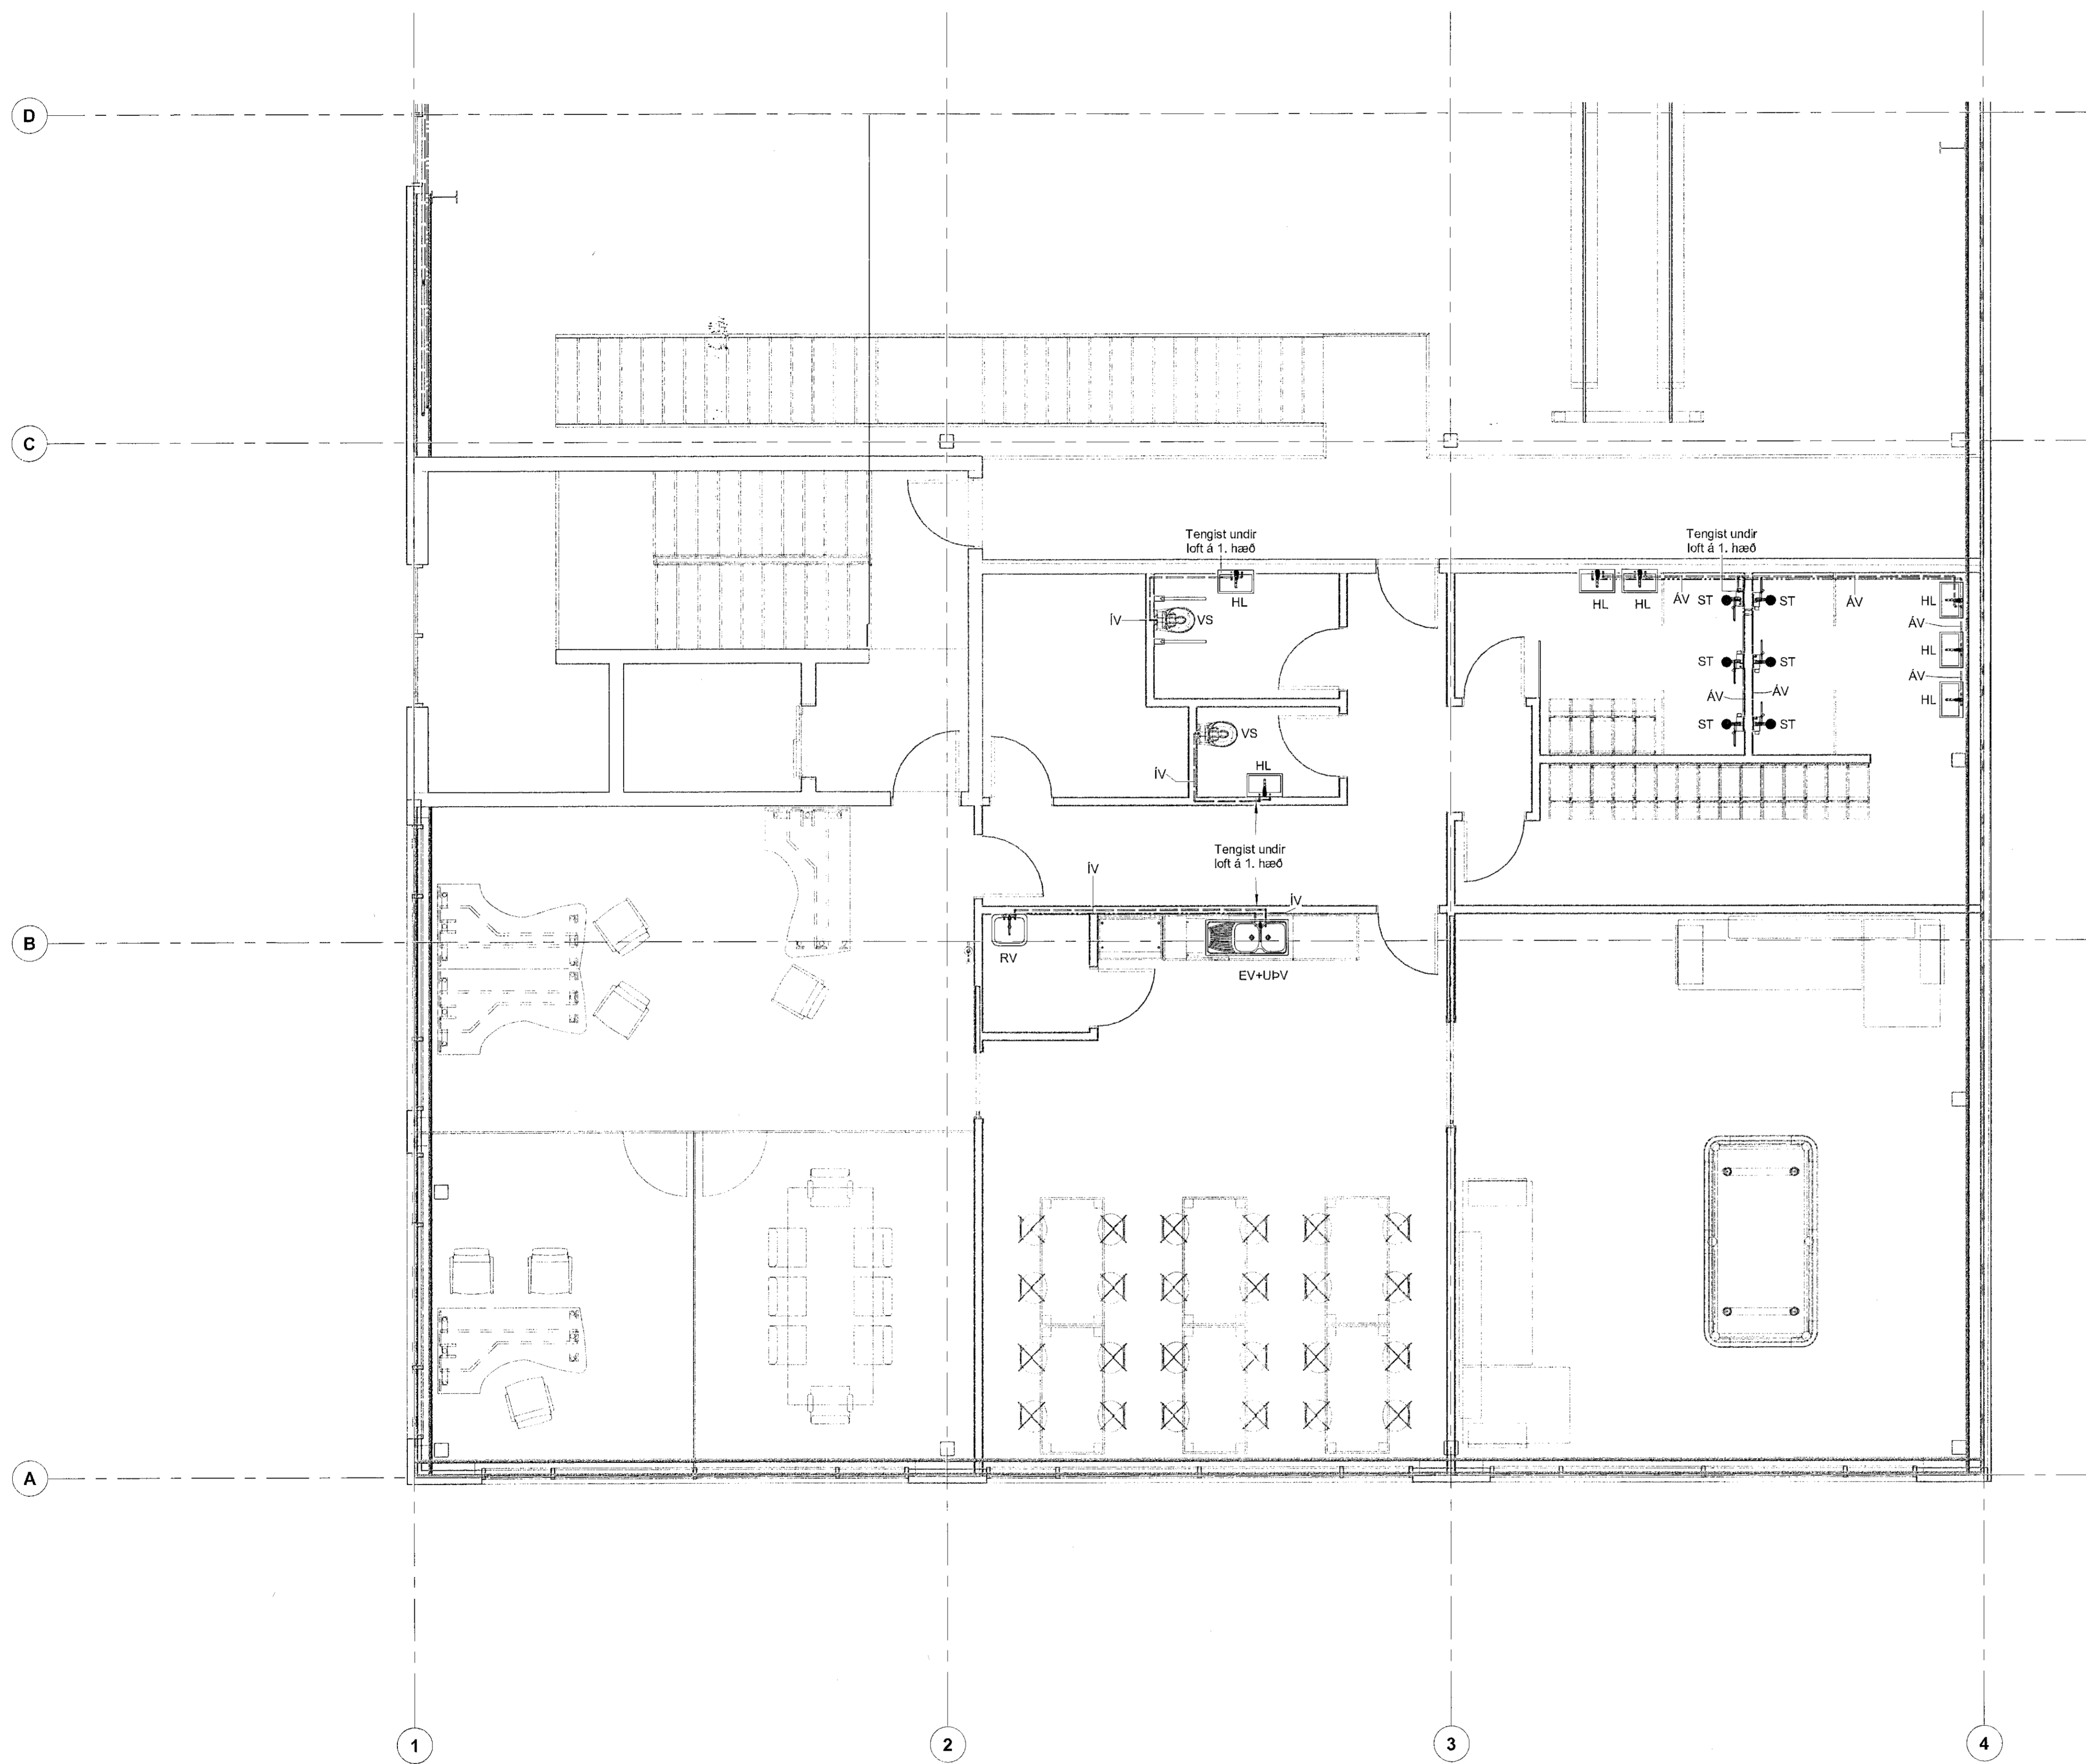 D
C
Tengist undir
loft á 1. hæð
Tengist undir
loft á 1. hæð
HL
HL
HL
ÁV
ST
ST
ÁV
HL
ÍV
VS
ÁV
ST
ST
HL
ÁV
ÁV
ÁV
HL
ST
ST
VS
ÍV
HL
Tengist undir
loft á 1. hæð
ÍV
ÍV
B
RV
EV+UÞV
A
1
2
3
4